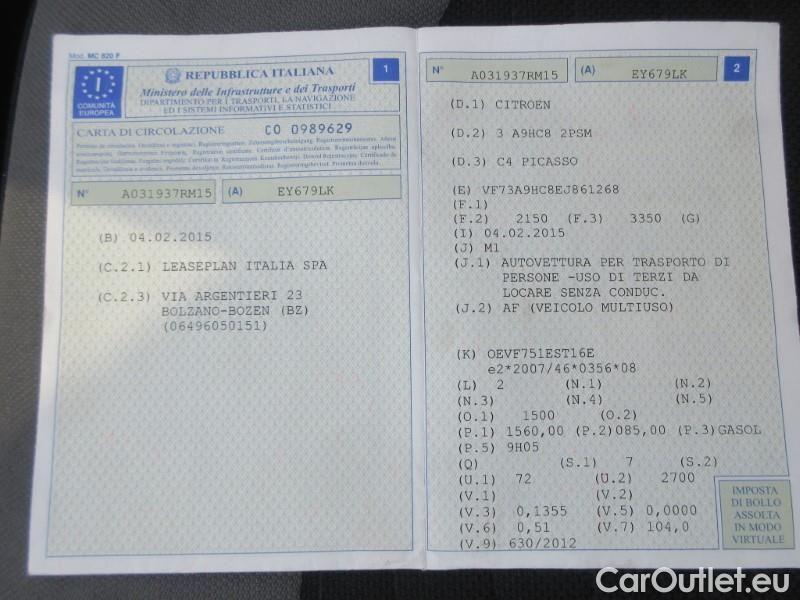 Mod. MC 820 F
REPUBBLICA ITALIANA
1
Ministero delle Infrastrutture e dei Trasporti
DIPARTIMENTO PER I TRASPORTI, LA NAVIGAZIONE
ED I SISTEMI INFORMATIVI E STATISTICI
I
COMUNITÀ
EUROPEA
CARTA DI CIRCOLAZIONE CO 0989629
N° A031937RM15 (A) EY679LK
(B) 04.02.2015
(C.2.1) LEASEPLAN ITALIA SPA
(C.2.3) VIA ARGENTIERI 23
BOLZANO-BOZEN (BZ)
(06496050151)
N° A031937RM15 (A) EY679LK 2
(D.1) CITROEN
(D.2) 3 A9HC8 2PSM
(D.3) C4 PICASSO
(E) VF73A9HC8EJ861268
(F.1)
(F.2) 2150 (F.3) 3350 (G)
(I) 04.02.2015
(J) M1
(J.1) AUTOVETTURA PER TRASPORTO DI
PERSONE -USO DI TERZI DA
LOCARE SENZA CONDUC.
(J.2) AF (VEICOLO MULTIUSO)
(K) OEVF751EST16E
e2*2007/46*0356*08
(L) 2 (N.1) (N.2)
(N.3) (N.4) (N.5)
(O.1) 1500 (O.2)
(P.1) 1560,00 (P.2)085,00 (P.3)GASOL
(P.5) 9H05
(Q) (S.1) 7 (S.2)
(U.1) 72 (U.2) 2700
(V.1) (V.2)
(V.3) 0,1355 (V.5) 0,0000
(V.6) 0,51 (V.7) 104,0
(V.9) 630/2012
IMPOSTA
DI BOLLO
ASSOLTA
IN MODO
VIRTUALE
CarOutlet.eu